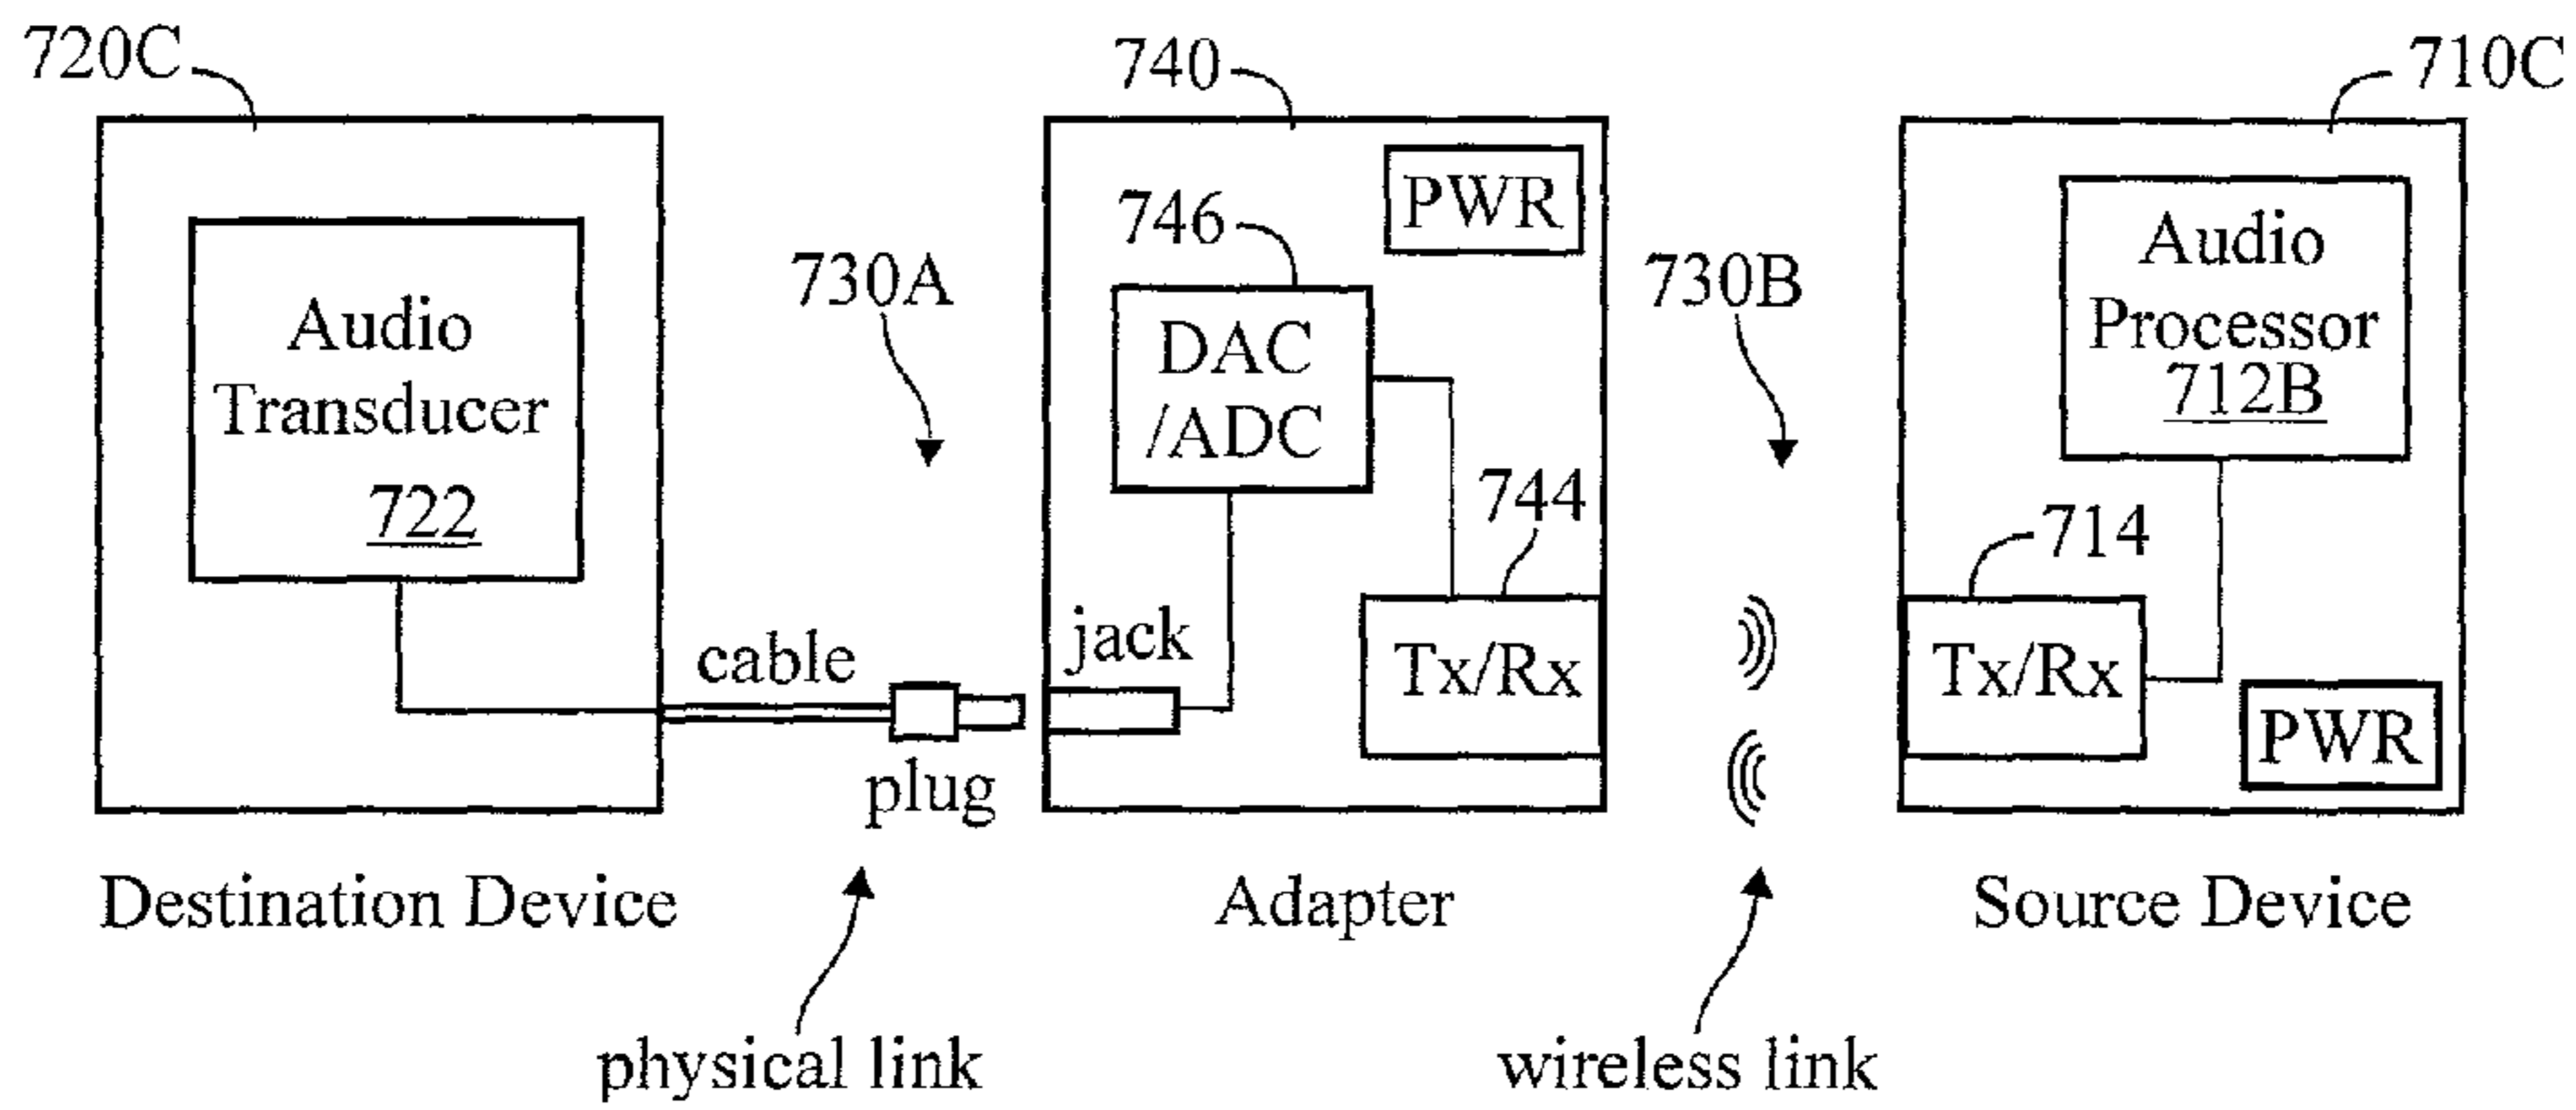 720C
740
710C
PWR
746
Audio
Processor
712B
730A
730B
DAC
/ADC
Audio
Transducer
722
744
714
jack
cable
Tx/Rx
Tx/Rx
PWR
plug
Destination Device
Adapter
Source Device
physical link
wireless link